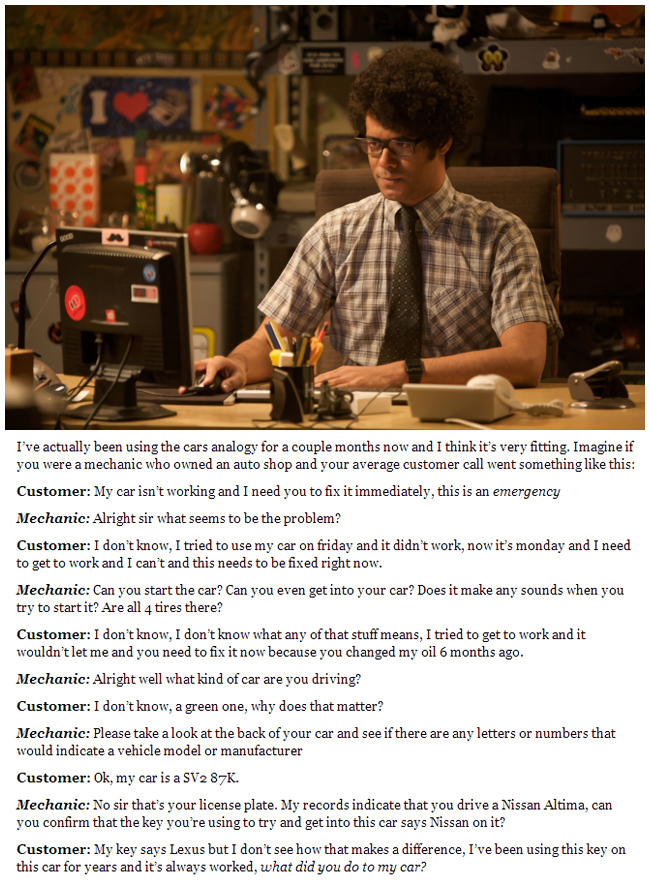 I
I've actually been using the cars analogy for a couple months now and I think it's very fitting. Imagine if
you were a mechanic who owned an auto shop and your average customer call went something like this:
Customer: My car isn't working and I need you to fix it immediately, this is an emergency
Mechanic: Alright sir what seems to be the problem?
Customer: I don't know, I tried to use my car on friday and it didn't work, now it's monday and I need
to get to work and I can't and this needs to be fixed right now.
Mechanic: Can you start the car? Can you even get into your car? Does it make any sounds when you
try to start it? Are all 4 tires there?
Customer: I don't know, I don't know what any of that stuff means, I tried to get to work and it
wouldn't let me and you need to fix it now because you changed my oil 6 months ago.
Mechanic: Alright well what kind of car are you driving?
Customer: I don't know, a green one, why does that matter?
Mechanic: Please take a look at the back of your car and see if there are any letters or numbers that
would indicate a vehicle model or manufacturer
Customer: Ok, my car is a SV2 87K.
Mechanic: No sir that's your license plate. My records indicate that you drive a Nissan Altima, can
you confirm that the key you're using to try and get into this car says Nissan on it?
Customer: My key says Lexus but I don't see how that makes a difference, I've been using this key on
this car for years and it's always worked, what did you do to my car?